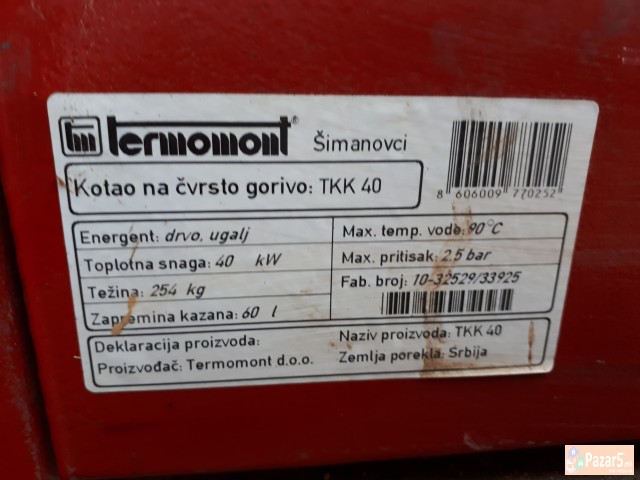 tm termomont® Šimanovci
8 606009 770252
Kotao na čvrsto gorivo: TKK 40
Energent: drvo, ugalj
Toplotna snaga: 40 kW
Težina: 254 kg
Zapremina kazana: 60 l
Max. temp. vode: 90°C
Max. pritisak: 2,5 bar
Fab. broj: 10-32529/33925
Deklaracija proizvoda:
Proizvođač: Termomont d.o.o.
Naziv proizvoda: TKK 40
Zemlja porekla: Srbija
Pazar5